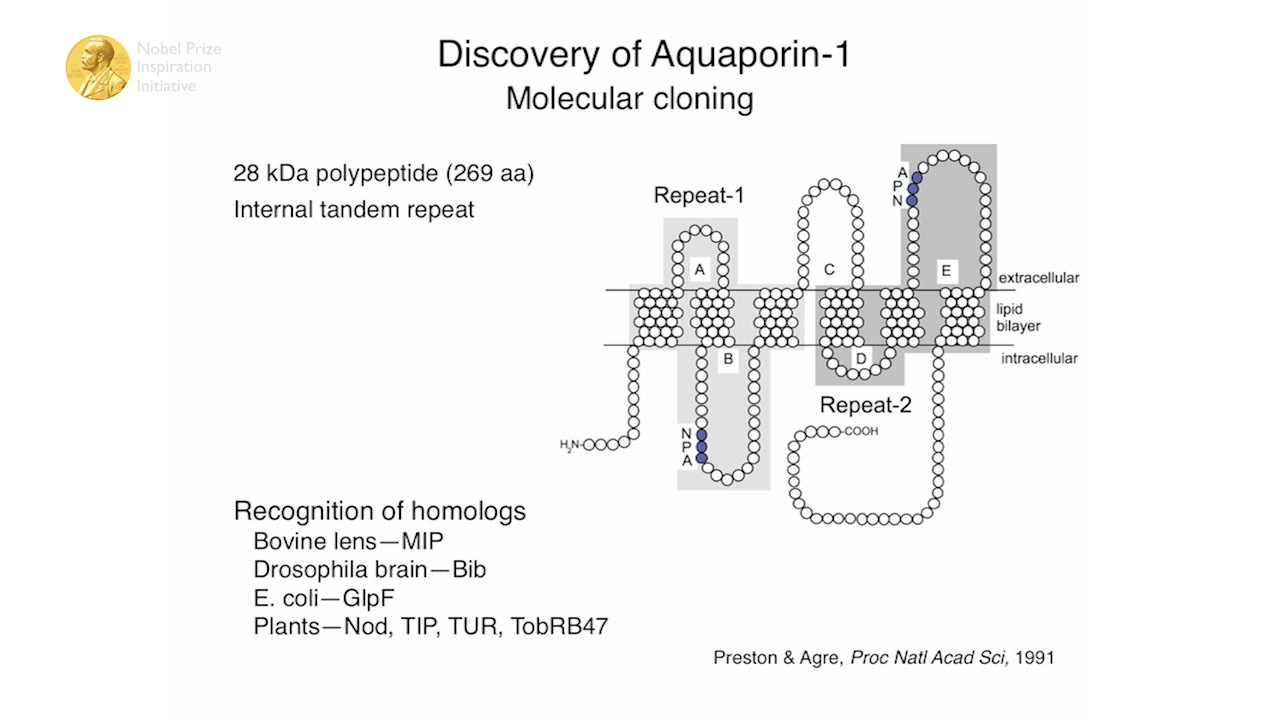 Nobel Prize
Inspiration
Initiative
Discovery of Aquaporin-1
Molecular cloning
28 kDa polypeptide (269 aa)
Internal tandem repeat
Repeat-1
A
P
N
A
C
E
extracellular
lipid
bilayer
B
D
intracellular
Repeat-2
N
P
A
H2N
COOH
Recognition of homologs
Bovine lens—MIP
Drosophila brain—Bib
E. coli—GlpF
Plants—Nod, TIP, TUR, TobRB47
Preston & Agre, Proc Natl Acad Sci, 1991